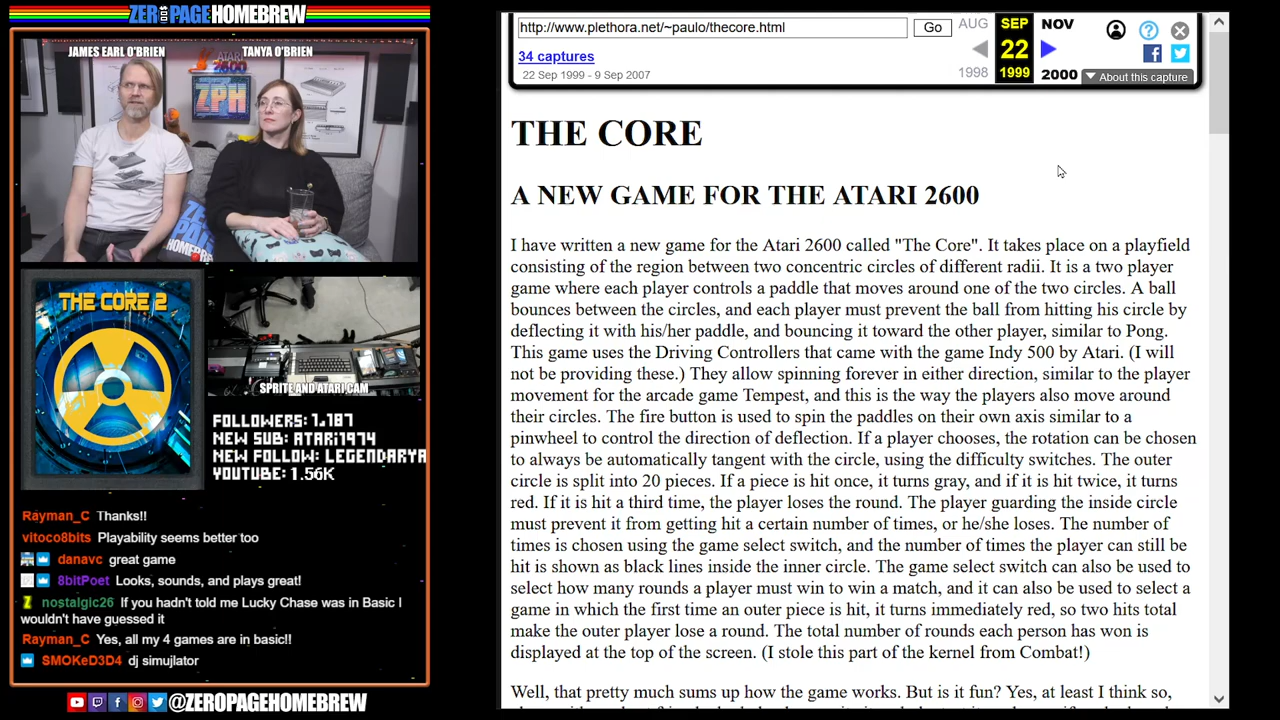 ZERO PAGE HOMEBREW
JAMES EARL O'BRIEN
TANYA O'BRIEN
ATARI
2600
ZPH
ZERO
PAGE
HOMEBREW
THE CORE 2
SPRITE AND ATARI CAM
FOLLOWERS: 1,187
NEW SUB: ATARI1974
NEW FOLLOW: LEGENDARYA
YOUTUBE: 1.56K
Rayman_C Thanks!!
vitoco8bits Playability seems better too
danavc great game
8bitPoet Looks, sounds, and plays great!
nostalgic26 If you hadn't told me Lucky Chase was in Basic I
wouldn't have guessed it
Rayman_C Yes, all my 4 games are in basic!!
SMOKeD3D4 dj simujlator
@ZEROPAGEHOMEBREW
http://www.plethora.net/~paulo/thecore.html
Go
AUG
SEP
NOV
34 captures
22
22 Sep 1999 - 9 Sep 2007
1998
1999
2000
About this capture
THE CORE
A NEW GAME FOR THE ATARI 2600
I have written a new game for the Atari 2600 called "The Core". It takes place on a playfield
consisting of the region between two concentric circles of different radii. It is a two player
game where each player controls a paddle that moves around one of the two circles. A ball
bounces between the circles, and each player must prevent the ball from hitting his circle by
deflecting it with his/her paddle, and bouncing it toward the other player, similar to Pong.
This game uses the Driving Controllers that came with the game Indy 500 by Atari. (I will
not be providing these.) They allow spinning forever in either direction, similar to the player
movement for the arcade game Tempest, and this is the way the players also move around
their circles. The fire button is used to spin the paddles on their own axis similar to a
pinwheel to control the direction of deflection. If a player chooses, the rotation can be chosen
to always be automatically tangent with the circle, using the difficulty switches. The outer
circle is split into 20 pieces. If a piece is hit once, it turns gray, and if it is hit twice, it turns
red. If it is hit a third time, the player loses the round. The player guarding the inside circle
must prevent it from getting hit a certain number of times, or he/she loses. The number of
times is chosen using the game select switch, and the number of times the player can still be
hit is shown as black lines inside the inner circle. The game select switch can also be used to
select how many rounds a player must win to win a match, and it can also be used to select a
game in which the first time an outer piece is hit, it turns immediately red, so two hits total
make the outer player lose a round. The total number of rounds each person has won is
displayed at the top of the screen. (I stole this part of the kernel from Combat!)
Well, that pretty much sums up how the game works. But is it fun? Yes, at least I think so,